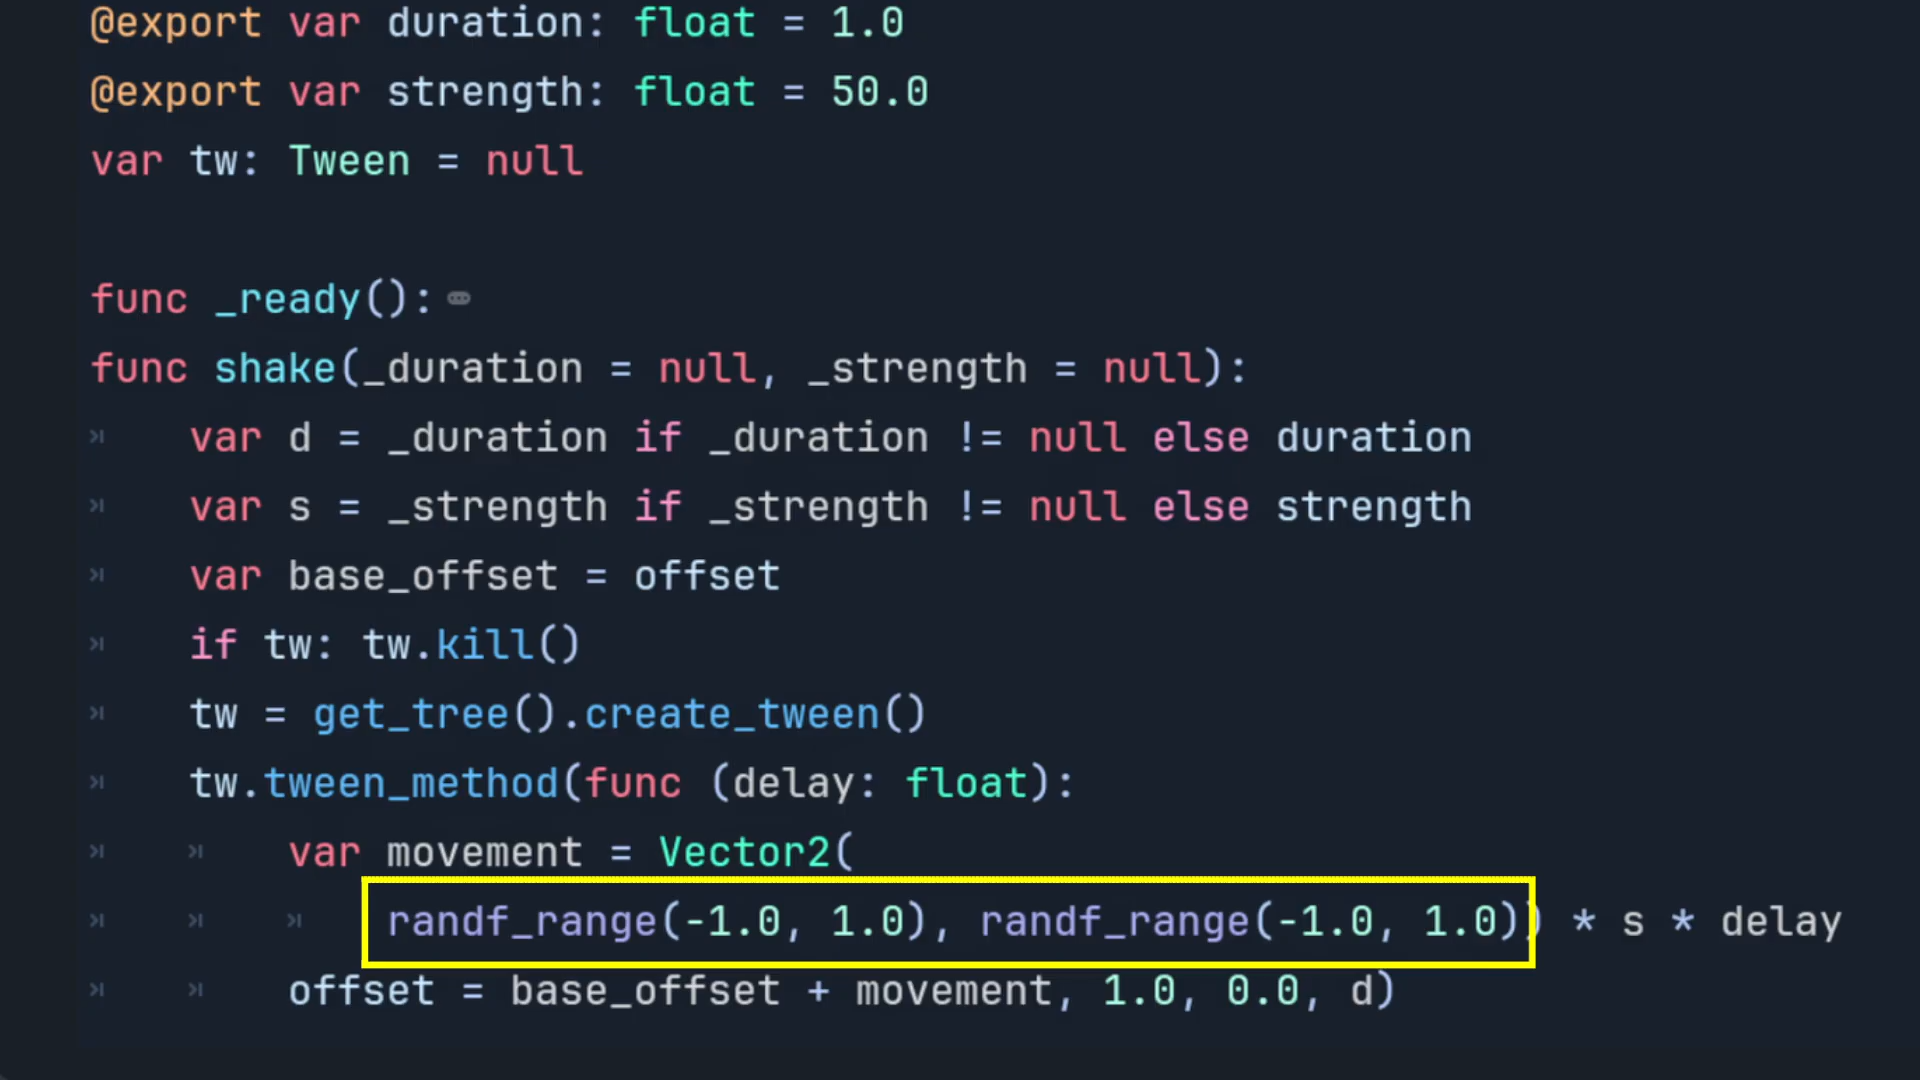 @export var duration: float = 1.0
@export var strength: float = 50.0
var tw: Tween = null
func _ready():
func shake(_duration = null, _strength = null):
var d = _duration if _duration != null else duration
var s = _strength if _strength != null else strength
var base_offset = offset
if tw: tw.kill()
tw = get_tree().create_tween()
tw.tween_method(func (delay: float):
var movement = Vector2(
randf_range(-1.0, 1.0), randf_range(-1.0, 1.0)) * s * delay
offset = base_offset + movement, 1.0, 0.0, d)